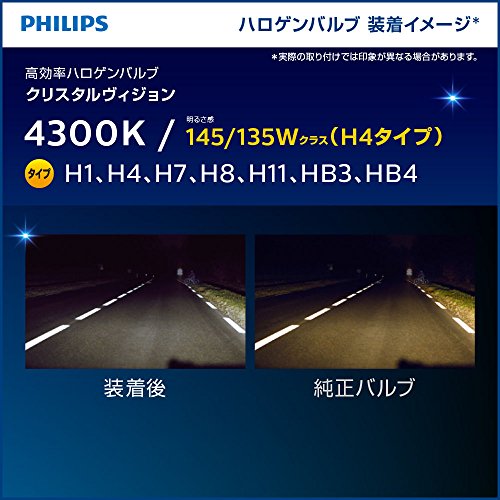 PHILIPS
ハロゲンバルブ 装着イメージ*
*実際の取り付けでは印象が異なる場合があります。
高効率ハロゲンバルブ
クリスタルヴィジョン
明るさ感
4300K / 145/135Wクラス(H4タイプ)
タイプ H1、H4、H7、H8、H11、HB3、HB4
装着後 純正バルブ